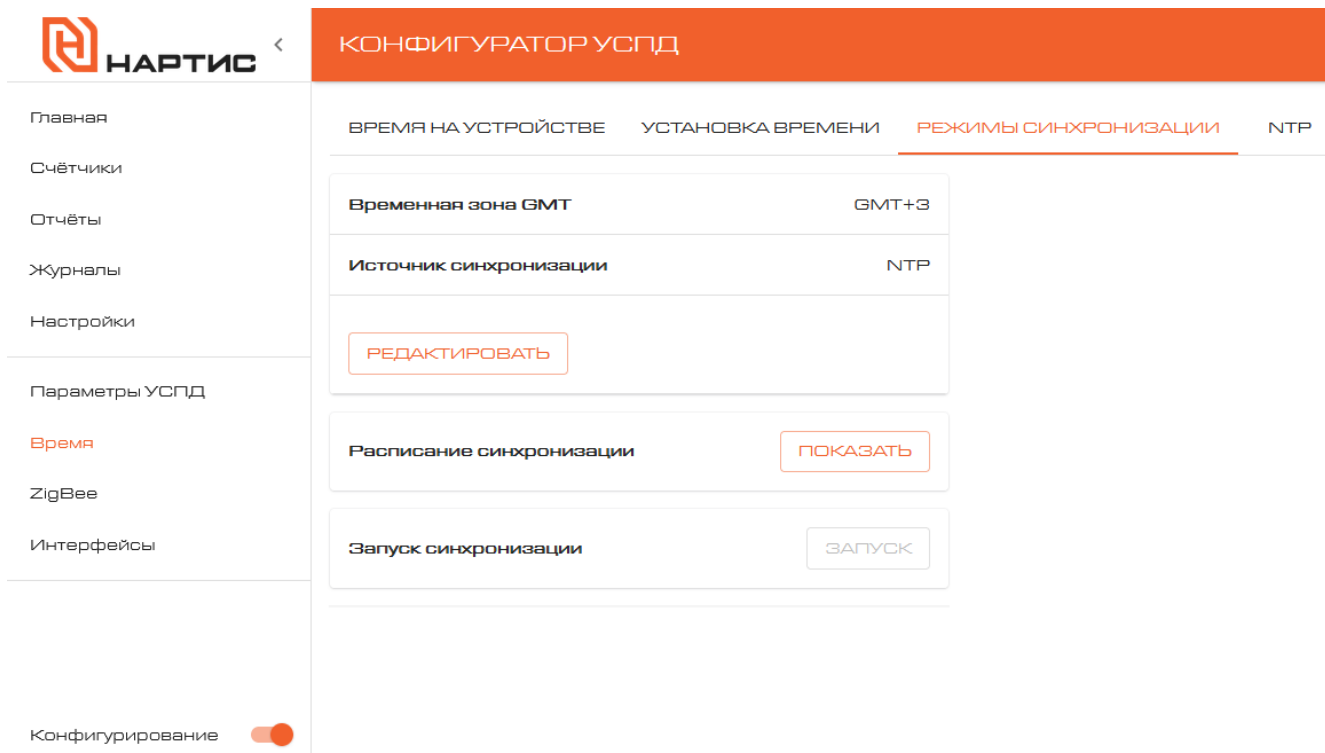 НАРТИС
КОНФИГУРАТОР УСПД
Главная
Счётчики
Отчёты
Журналы
Настройки
Параметры УСПД
Время
ZigBee
Интерфейсы
Конфигурирование
ВРЕМЯ НА УСТРОЙСТВЕ УСТАНОВКА ВРЕМЕНИ РЕЖИМЫ СИНХРОНИЗАЦИИ NTP
Временная зона GMT GMT+3
Источник синхронизации NTP
РЕДАКТИРОВАТЬ
Расписание синхронизации ПОКАЗАТЬ
Запуск синхронизации ЗАПУСК